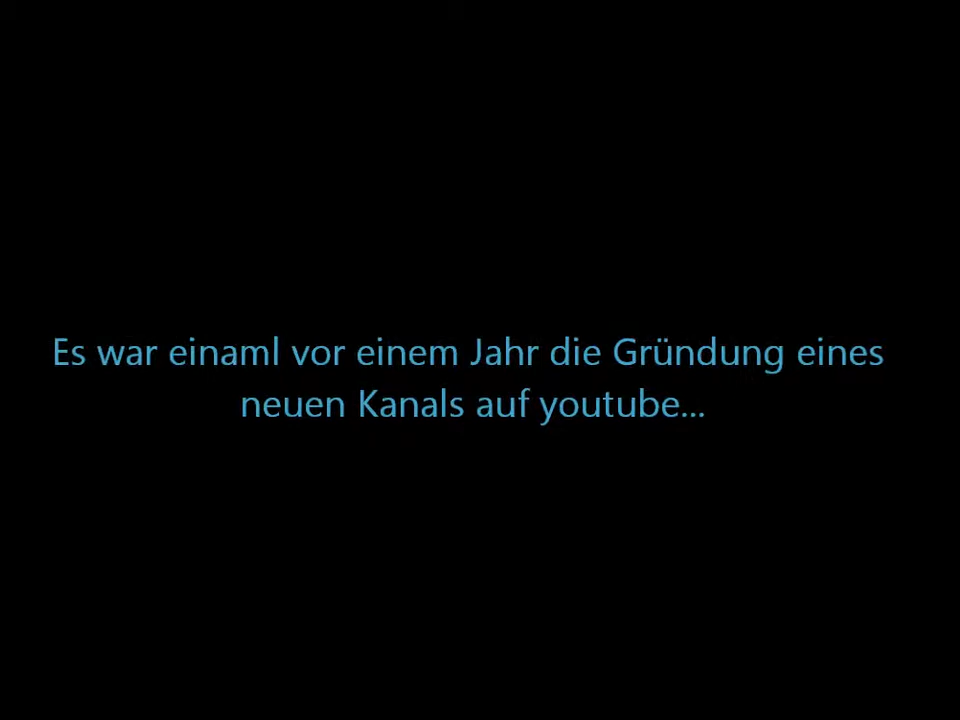 Es war einaml vor einem Jahr die Gründung eines
neuen Kanals auf youtube...